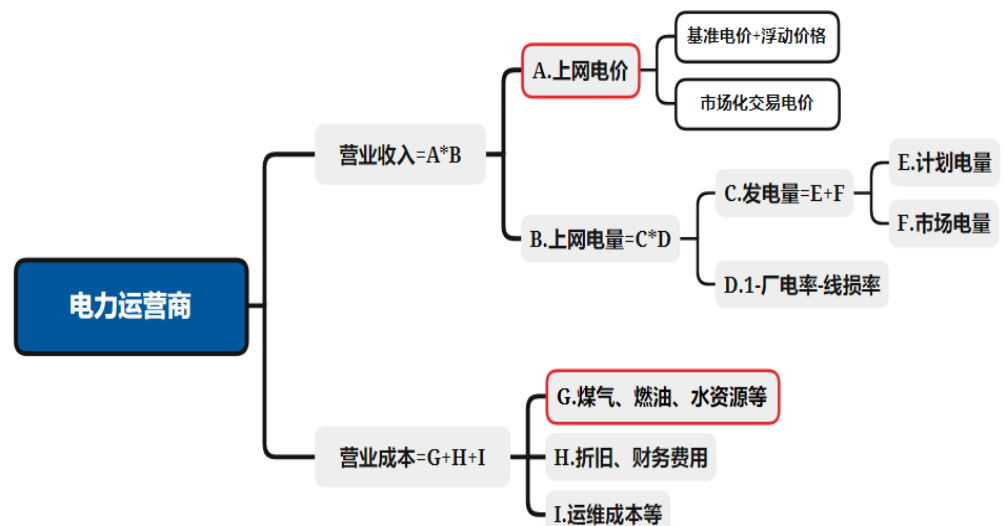 电力运营商
营业收入=A*B
A.上网电价
基准电价+浮动价格
市场化交易电价
B.上网电量=C*D
C.发电量=E+F
E.计划电量
F.市场电量
D.1-厂电率-线损率
营业成本=G+H+I
G.煤气、燃油、水资源等
H.折旧、财务费用
I.运维成本等